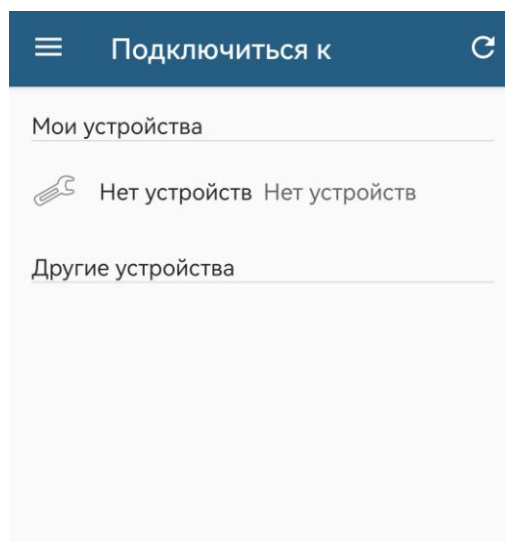 Подключиться к
Мои устройства
Нет устройств Нет устройств
Другие устройства